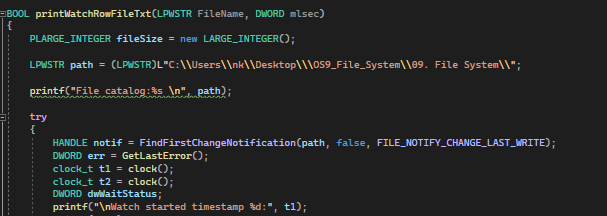 BOOL printWatchRowFileTxt(LPWSTR FileName, DWORD mlsec)
{
PLARGE_INTEGER fileSize = new LARGE_INTEGER();
LPWSTR path = (LPWSTR)L"C:\\Users\\nk\\Desktop\\\OS9_File_System\\09. File System\\";
printf("File catalog:%s \n", path);
try
{
HANDLE notif = FindFirstChangeNotification(path, false, FILE_NOTIFY_CHANGE_LAST_WRITE);
DWORD err = GetLastError();
clock_t t1 = clock();
clock_t t2 = clock();
DWORD dwWaitStatus;
printf("\nWatch started timestamp %d:", t1);